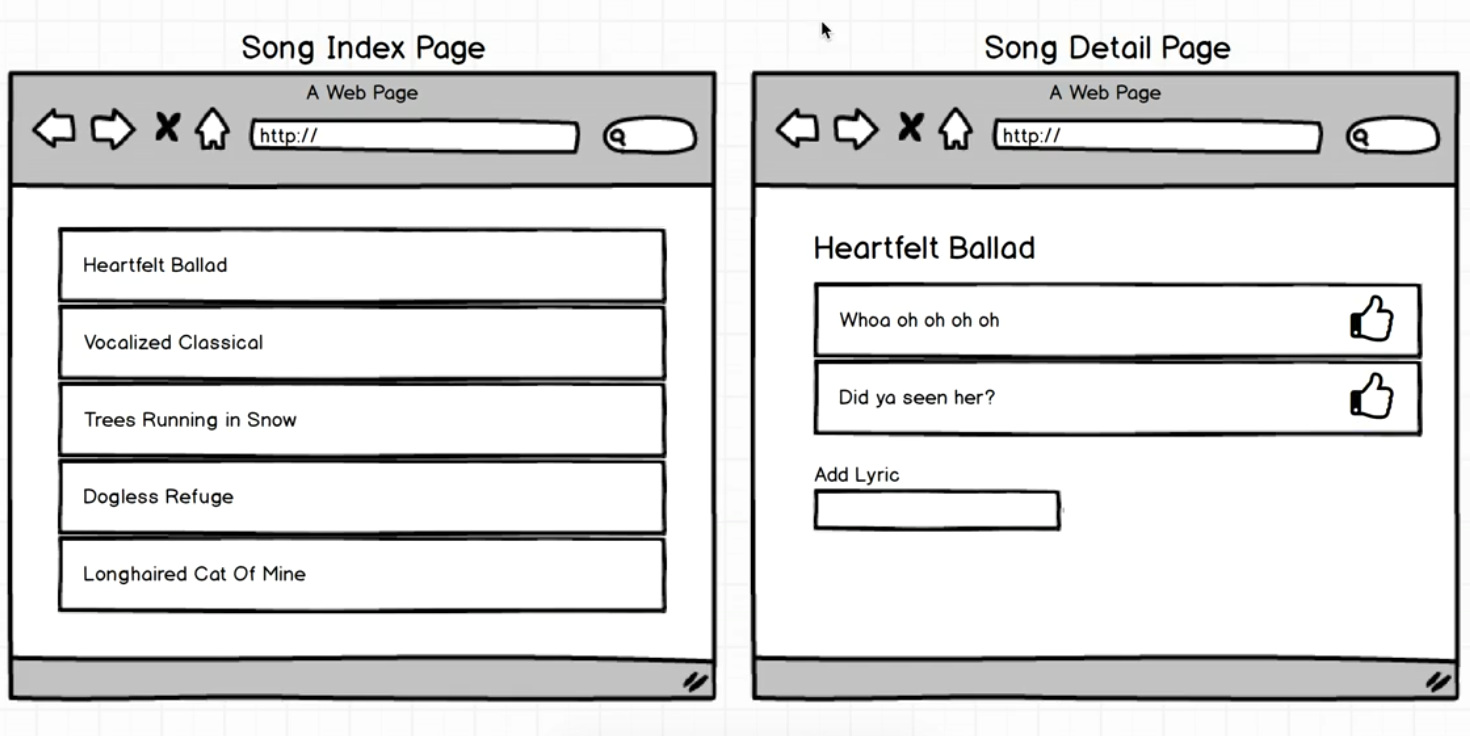 Song Index Page
A Web Page
http://
Heartfelt Ballad
Vocalized Classical
Trees Running in Snow
Dogless Refuge
Longhaired Cat Of Mine
Song Detail Page
A Web Page
http://
Heartfelt Ballad
Whoa oh oh oh oh
Did ya seen her?
Add Lyric